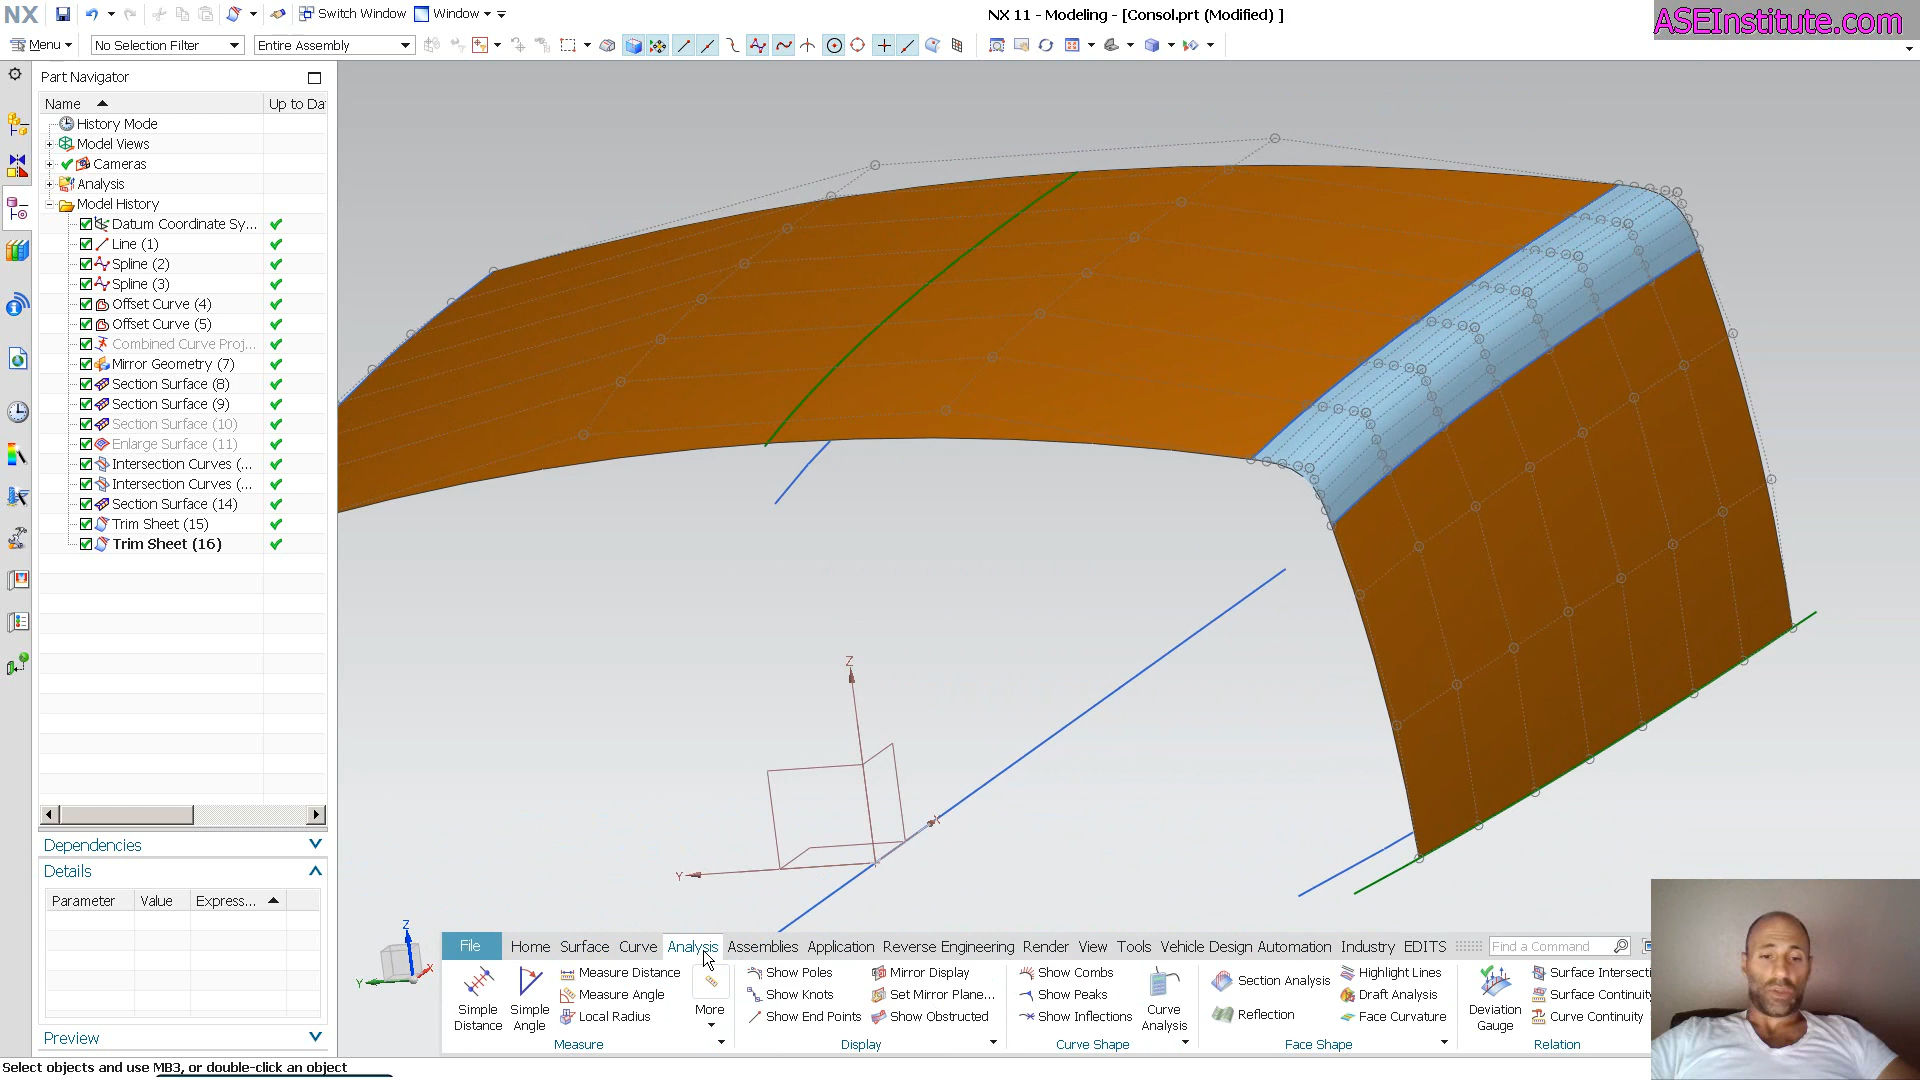 NX Switch Window Window NX 11 - Modeling - [Consol.prt (Modified) ] ASEInstitute.com
Menu No Selection Filter Entire Assembly
Part Navigator
Name Up to Da
History Mode
Model Views
Cameras
Analysis
Model History
Datum Coordinate Sy...
Line (1)
Spline (2)
Spline (3)
Offset Curve (4)
Offset Curve (5)
Combined Curve Proj...
Mirror Geometry (7)
Section Surface (8)
Section Surface (9)
Section Surface (10)
Enlarge Surface (11)
Intersection Curves (...
Intersection Curves (...
Section Surface (14)
Trim Sheet (15)
Trim Sheet (16)
Dependencies
Details
Parameter Value Express...
Preview
Z
X
Y
Z
X
Y
File Home Surface Curve Analysis Assemblies Application Reverse Engineering Render View Tools Vehicle Design Automation Industry EDITS Find a Command
Simple Distance Simple Angle Measure Distance Measure Angle Local Radius More
Measure
Show Poles Show Knots Show End Points Mirror Display Set Mirror Plane... Show Obstructed
Display
Show Combs Show Peaks Show Inflections Curve Analysis
Curve Shape
Section Analysis Reflection Highlight Lines Draft Analysis Face Curvature
Face Shape
Deviation Gauge Surface Intersecti Surface Continuity Curve Continuity
Relation
Select objects and use MB3, or double-click an object